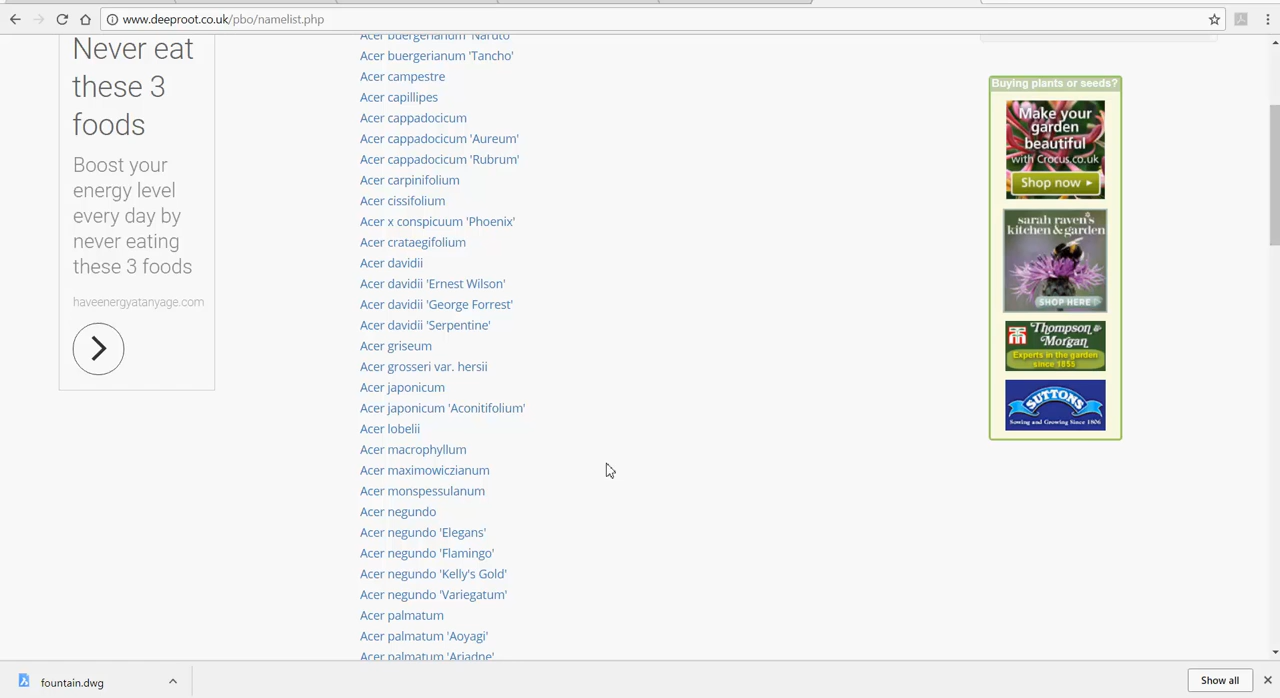 www.deeproot.co.uk/pbo/namelist.php
Never eat
these 3
foods
Boost your
energy level
every day by
never eating
these 3 foods
haveenergyatanyage.com
Acer buergerianum 'Naruto'
Acer buergerianum 'Tancho'
Acer campestre
Acer capillipes
Acer cappadocicum
Acer cappadocicum 'Aureum'
Acer cappadocicum 'Rubrum'
Acer carpinifolium
Acer cissifolium
Acer x conspicuum 'Phoenix'
Acer crataegifolium
Acer davidii
Acer davidii 'Ernest Wilson'
Acer davidii 'George Forrest'
Acer davidii 'Serpentine'
Acer griseum
Acer grosseri var. hersii
Acer japonicum
Acer japonicum 'Aconitifolium'
Acer lobelii
Acer macrophyllum
Acer maximowiczianum
Acer monspessulanum
Acer negundo
Acer negundo 'Elegans'
Acer negundo 'Flamingo'
Acer negundo 'Kelly's Gold'
Acer negundo 'Variegatum'
Acer palmatum
Acer palmatum 'Aoyagi'
Acer palmatum 'Ariadne'
Buying plants or seeds?
Make your
garden
beautiful
with Crocus.co.uk
Shop now
sarah raven's
kitchen & garden
SHOP HERE
Thompson &
Morgan
Experts in the garden
since 1855
SUTTONS
Sowing and Growing Since 1806
fountain.dwg
Show all